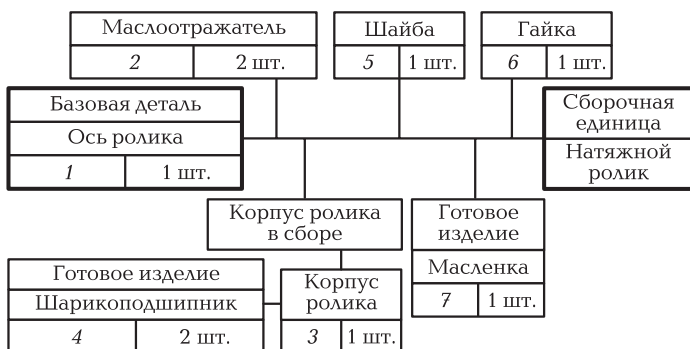 Маслоотражатель
2 2 шт.
Шайба
5 1 шт.
Гайка
6 1 шт.
Базовая деталь
Ось ролика
1 1 шт.
Сборочная
единица
Натяжной
ролик
Корпус ролика
в сборе
Готовое
изделие
Масленка
7 1 шт.
Готовое изделие
Шарикоподшипник
4 2 шт.
Корпус
ролика
3 1 шт.